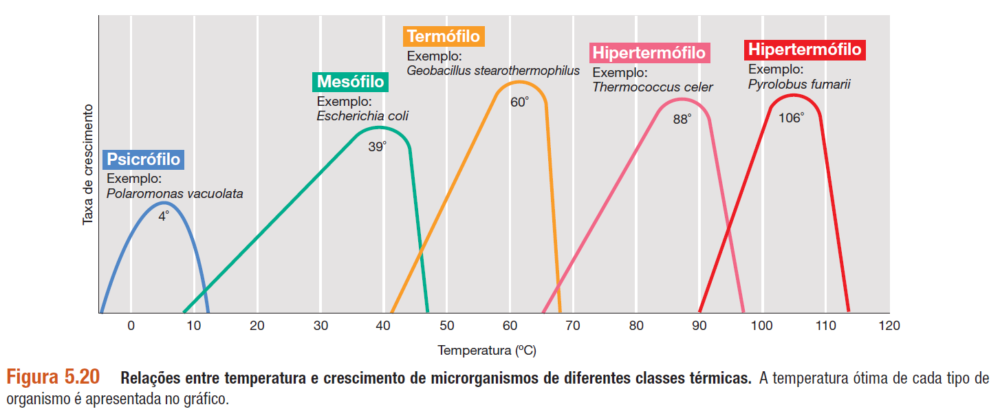 Termófilo
Exemplo:
Geobacillus stearothermophilus
Hipertermófilo
Exemplo:
Thermococcus celer
Hipertermófilo
Exemplo:
Pyrolobus fumarii
Mesófilo
Exemplo:
Escherichia coli
Psicrófilo
Exemplo:
Polaromonas vacuolata
4°
39°
60°
88°
106°
Taxa de crescimento
0 10 20 30 40 50 60 70 80 90 100 110 120
Temperatura (ºC)
Figura 5.20 Relações entre temperatura e crescimento de microrganismos de diferentes classes térmicas. A temperatura ótima de cada tipo de
organismo é apresentada no gráfico.